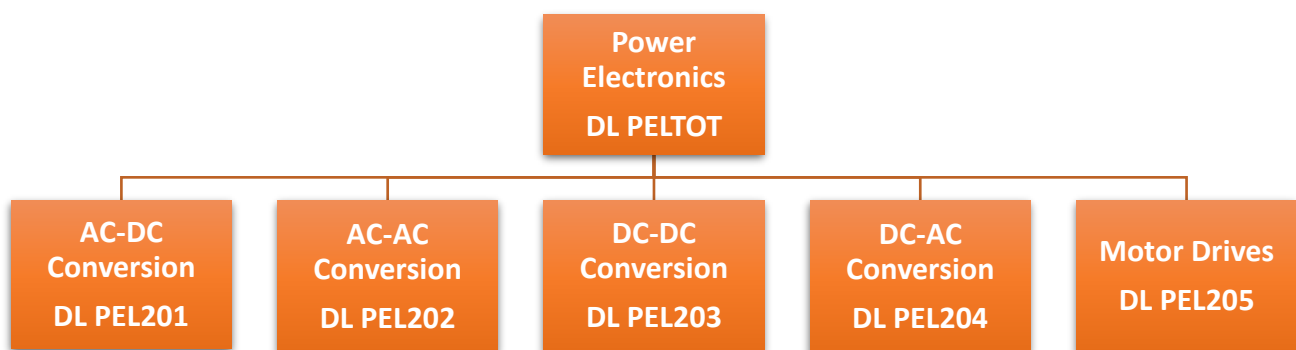 Power
Electronics
DL PELTOT
AC-DC
Conversion
DL PEL201
AC-AC
Conversion
DL PEL202
DC-DC
Conversion
DL PEL203
DC-AC
Conversion
DL PEL204
Motor Drives
DL PEL205